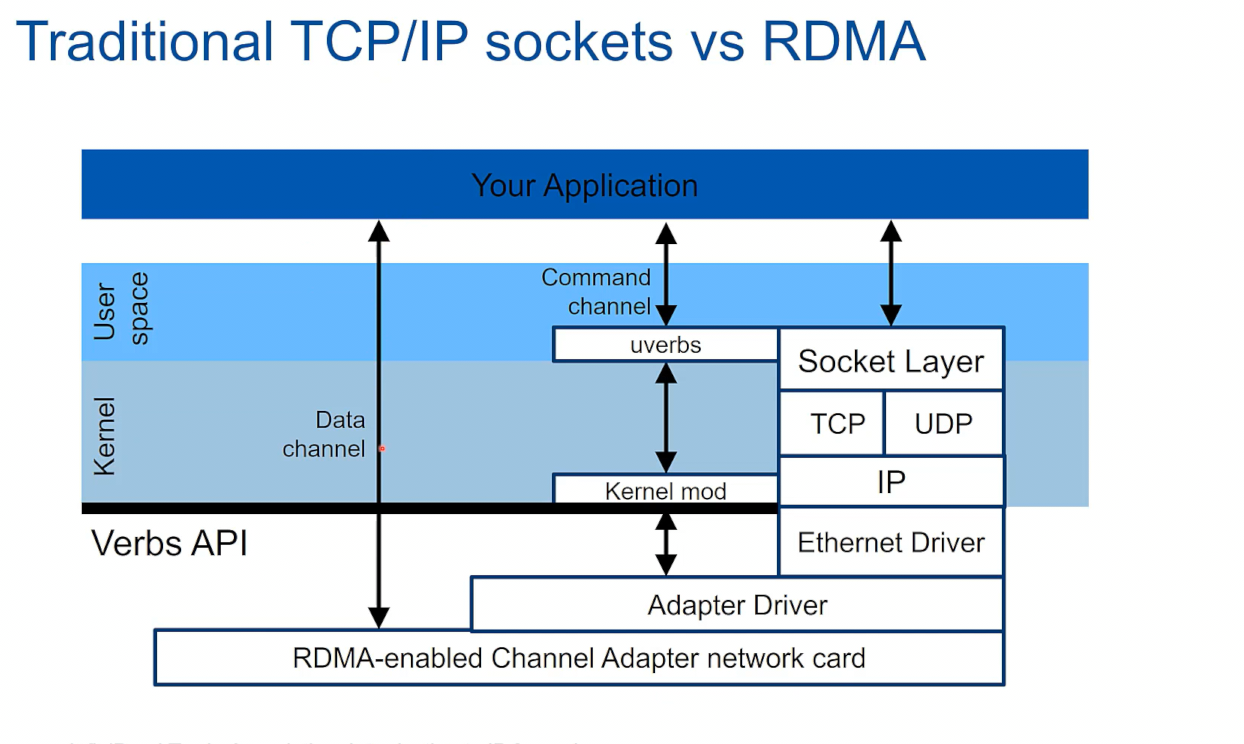 Traditional TCP/IP sockets vs RDMA
Your Application
User
space
Command
channel
uverbs
Socket Layer
Kernel
Data
channel
TCP
UDP
IP
Kernel mod
Verbs API
Ethernet Driver
Adapter Driver
RDMA-enabled Channel Adapter network card